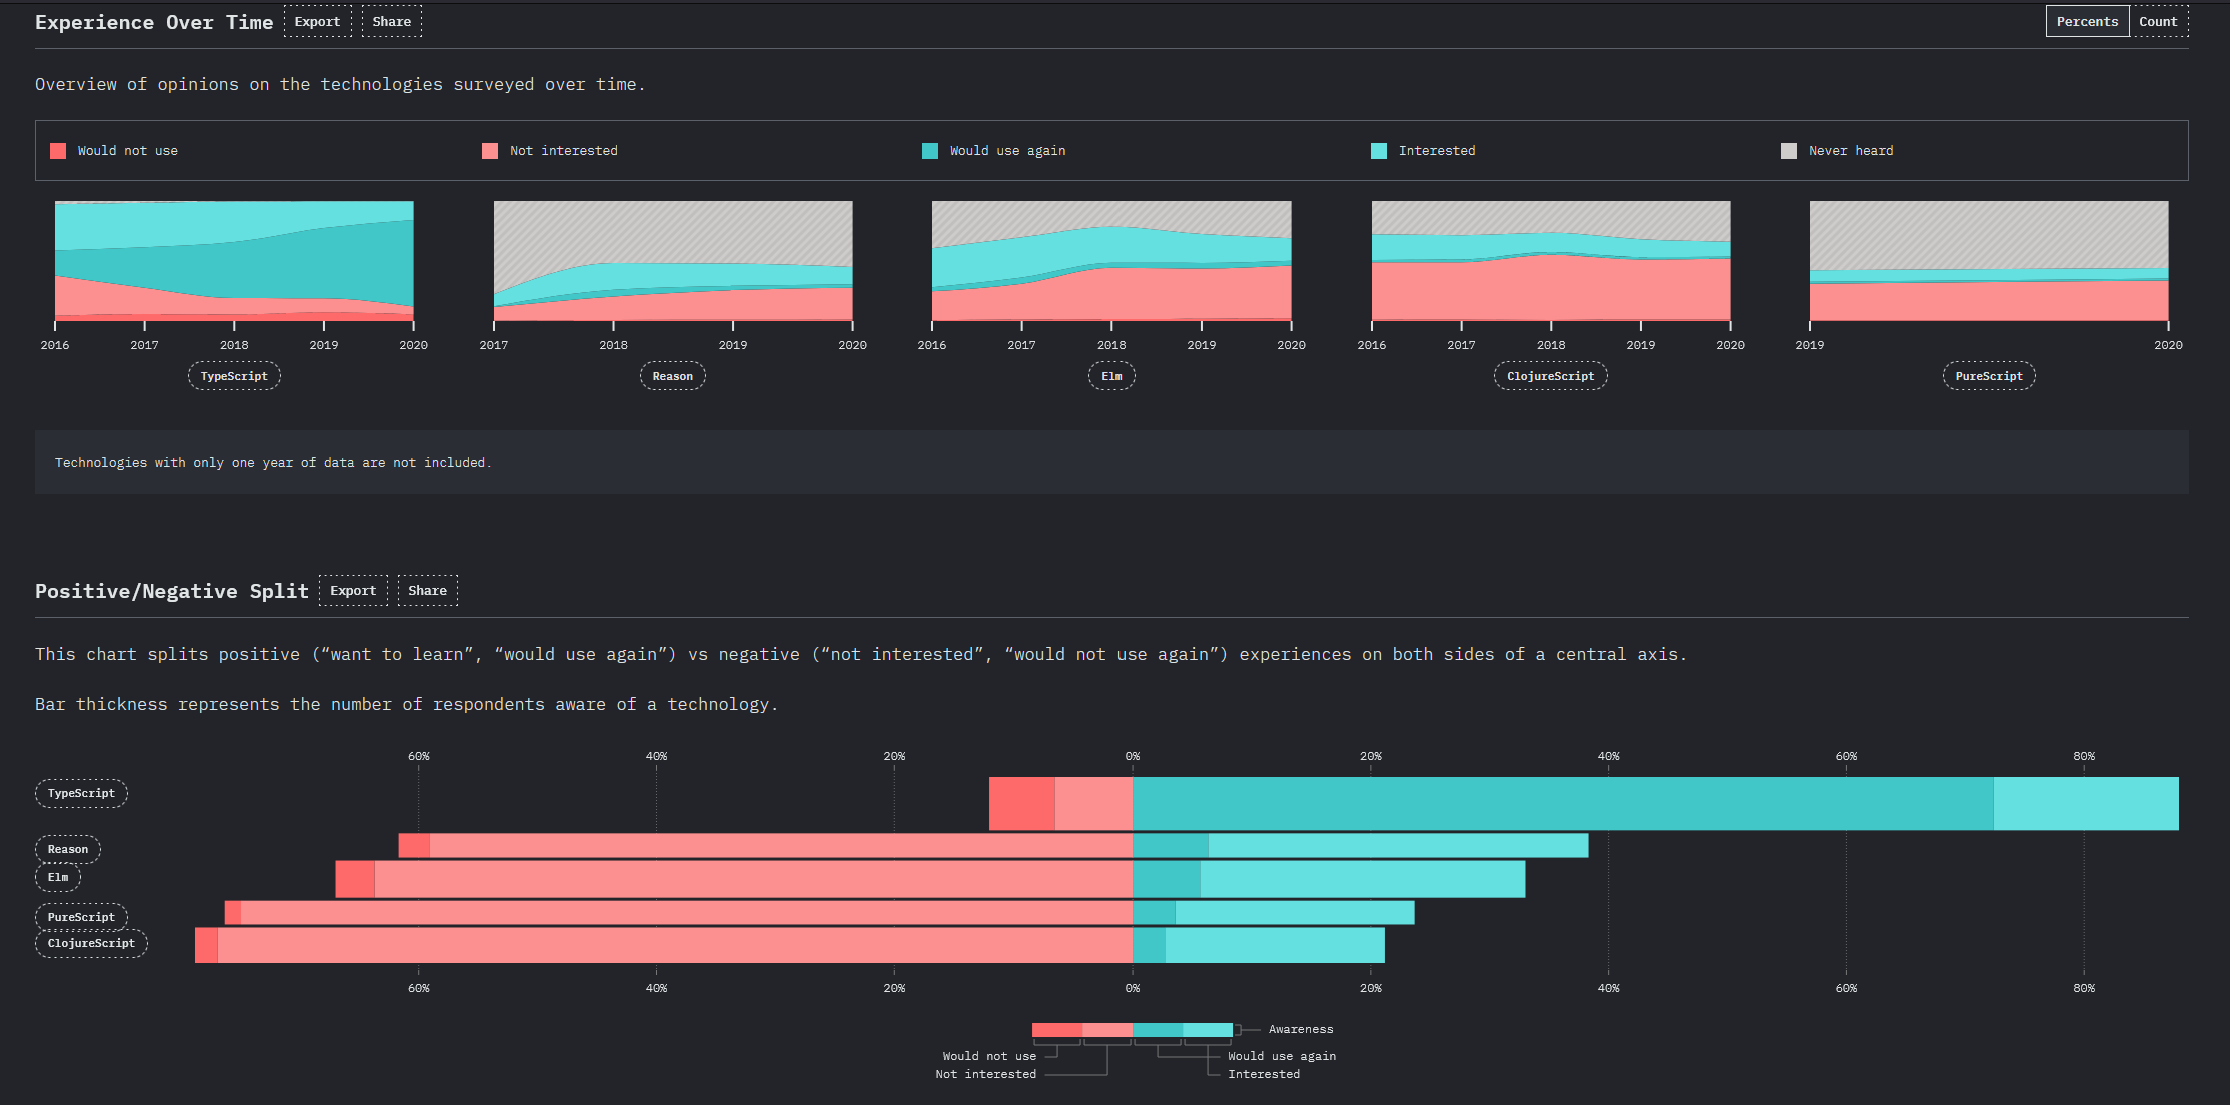 Experience Over Time Export Share Percents Count
Overview of opinions on the technologies surveyed over time.
Would not use Not interested Would use again Interested Never heard
2016 2017 2018 2019 2020 2017 2018 2019 2020 2016 2017 2018 2019 2020 2016 2017 2018 2019 2020 2019 2020
TypeScript Reason Elm ClojureScript PureScript
Technologies with only one year of data are not included.
Positive/Negative Split Export Share
This chart splits positive (“want to learn”, “would use again”) vs negative (“not interested”, “would not use again”) experiences on both sides of a central axis.
Bar thickness represents the number of respondents aware of a technology.
60% 40% 20% 0% 20% 40% 60% 80%
TypeScript
Reason
Elm
PureScript
ClojureScript
60% 40% 20% 0% 20% 40% 60% 80%
Awareness
Would not use Would use again
Not interested Interested